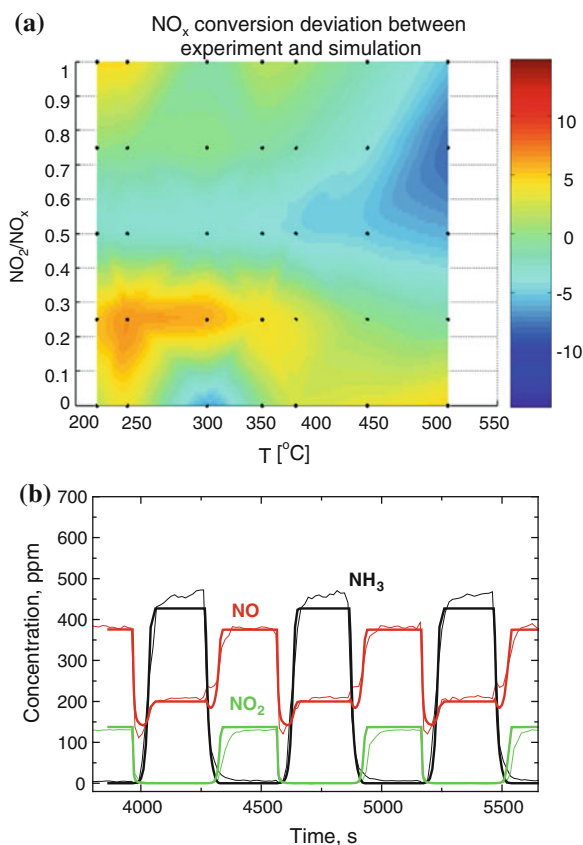 (a)
NOₓ conversion deviation between
experiment and simulation
NO₂/NOₓ
1
0.9
0.8
0.7
0.6
0.5
0.4
0.3
0.2
0.1
0
200 250 300 350 400 450 500 550
T [°C]
10
5
0
-5
-10
(b)
Concentration, ppm
700
600
500
400
300
200
100
0
NH₃
NO
NO₂
4000 4500 5000 5500
Time, s